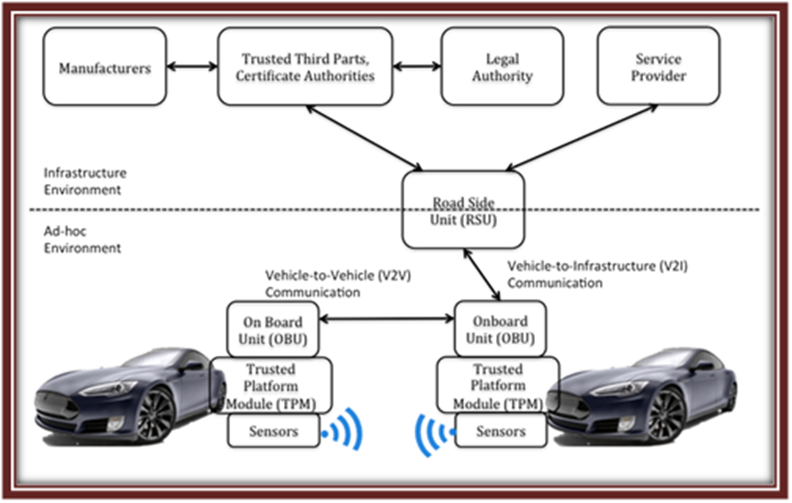 Manufacturers
Trusted Third Parts,
Certificate Authorities
Legal
Authority
Service
Provider
Infrastructure
Environment
Road Side
Unit (RSU)
Ad-hoc
Environment
Vehicle-to-Vehicle (V2V)
Communication
Vehicle-to-Infrastructure (V2I)
Communication
On Board
Unit (OBU)
Onboard
Unit (OBU)
Trusted
Platform
Module (TPM)
Trusted
Platform
Module (TPM)
Sensors
Sensors